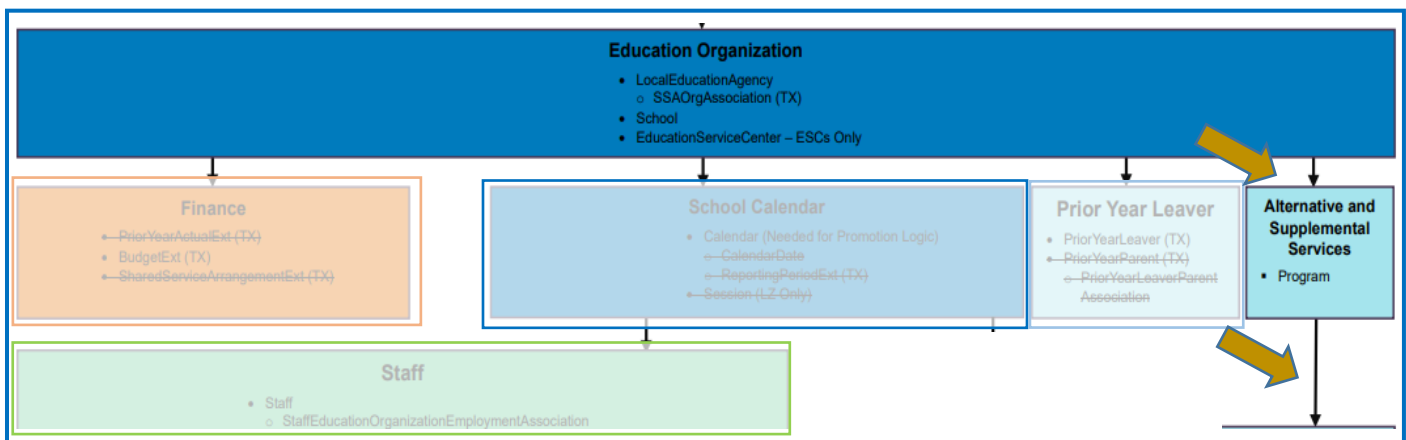 Education Organization
• LocalEducationAgency
o SSAOrgAssociation (TX)
• School
• EducationServiceCenter – ESCs Only
Finance
• PriorYearActualExt (TX)
• BudgetExt (TX)
• SharedServiceArrangementExt (TX)
School Calendar
• Calendar (Needed for Promotion Logic)
o CalendarDate
o ReportingPeriodExt (TX)
• Session (LZ Only)
Prior Year Leaver
• PriorYearLeaver (TX)
• PriorYearParent (TX)
o PriorYearLeaverParent
Association
Alternative and
Supplemental
Services
▪ Program
Staff
• Staff
o StaffEducationOrganizationEmploymentAssociation